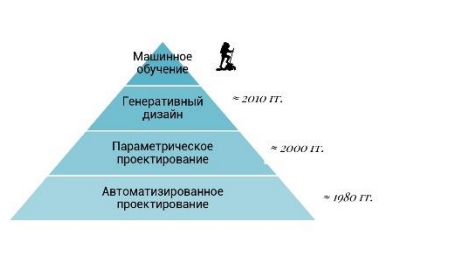 Машинное
обучение
Генеративный
дизайн
≈ 2010 гг.
Параметрическое
проектирование
≈ 2000 гг.
Автоматизированное
проектирование
≈ 1980 гг.